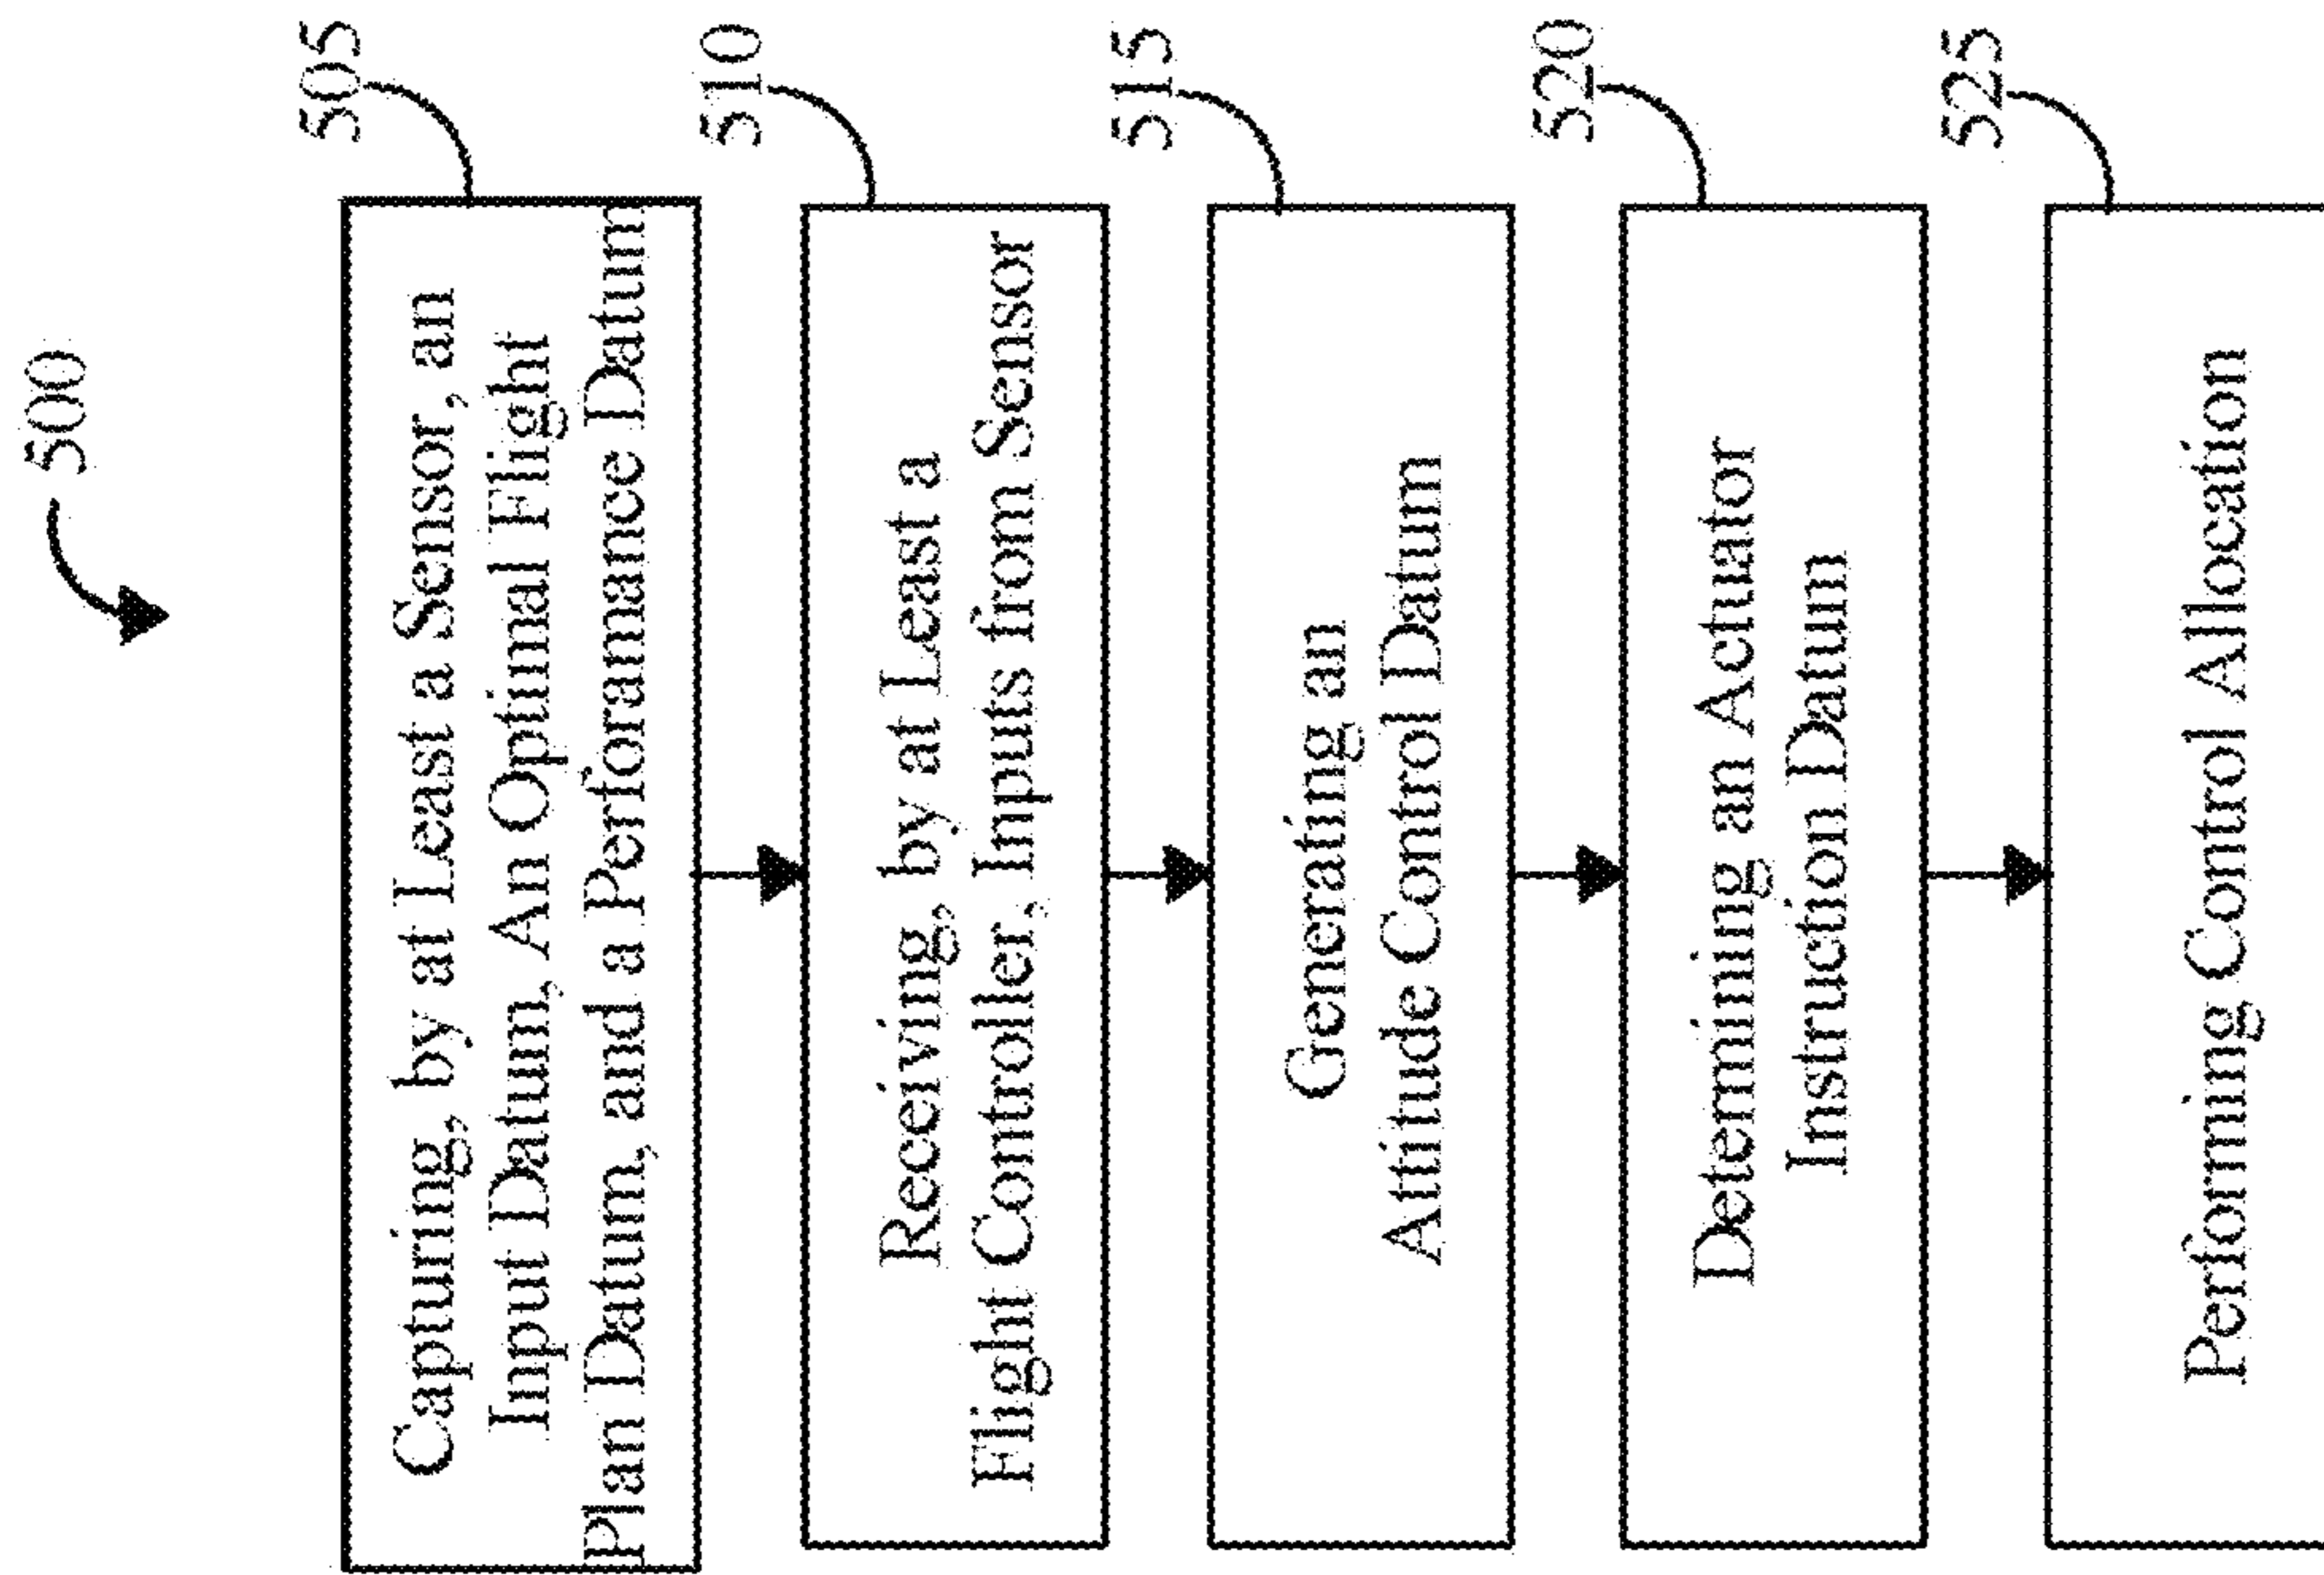 500
505
Capturing, by at Least a Sensor, an
Input Datum, An Optimal Flight
Plan Datum, and a Perforamance Datum
510
Receiving, by at Least a
Flight Controller, Inputs from Sensor
515
Generating an
Attitude Control Datum
520
Determining an Actuator
Instruction Datum
525
Performing Control Allocation